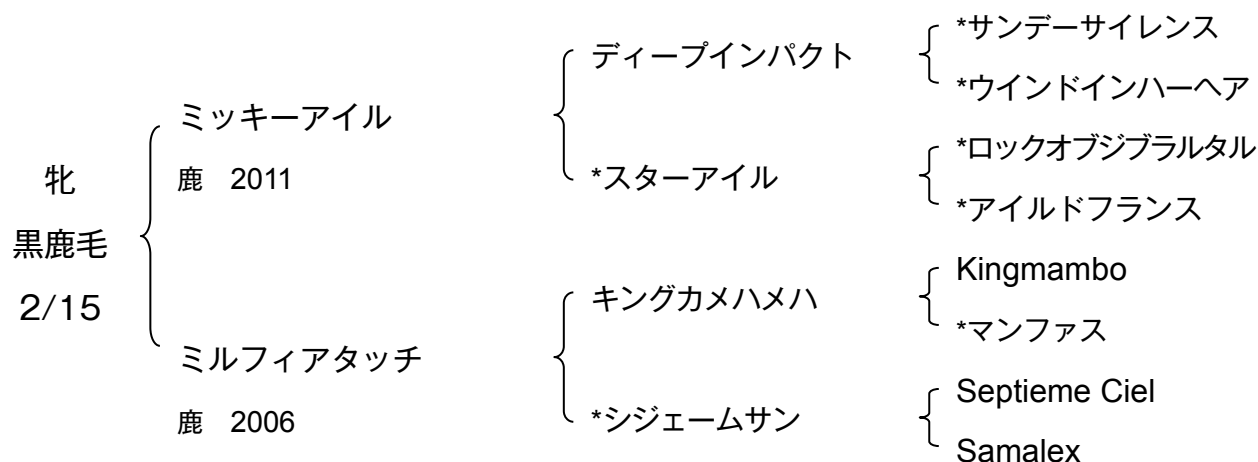 牝
黒鹿毛
2/15
ミッキーアイル
鹿 2011
ミルフィアタッチ
鹿 2006
ディープインパクト
*スターアイル
キングカメハメハ
*シジェームサン
*サンデーサイレンス
*ウインドインハーヘア
*ロックオブジブラルタル
*アイルドフランス
Kingmambo
*マンファス
Septieme Ciel
Samalex